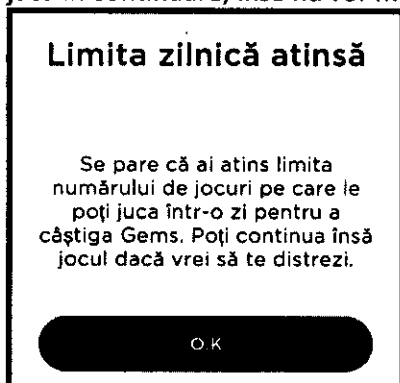 Limita zilnică atinsă
Se pare că ai atins limita
numărului de jocuri pe care le
poți juca într-o zi pentru a
câștiga Gems. Poți continua însă
jocul dacă vrei să te distrezi.
O.K